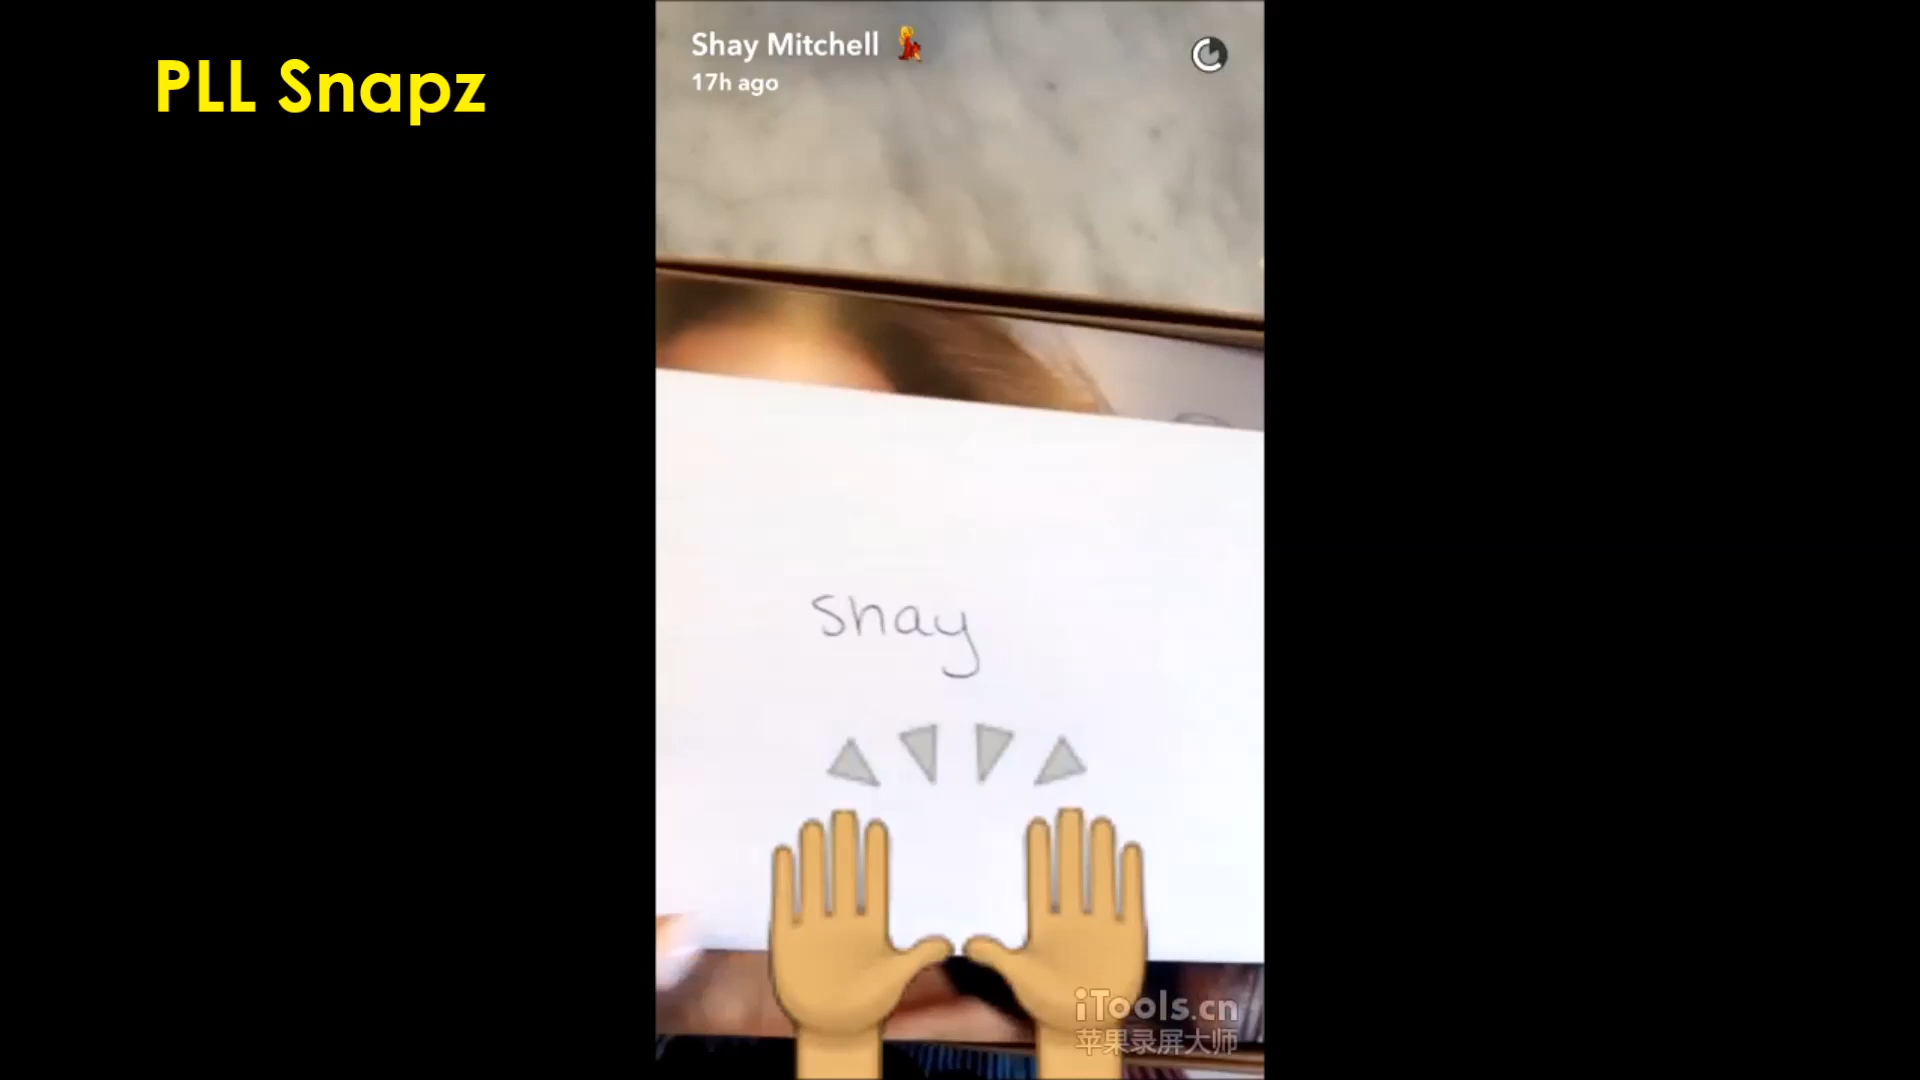 PLL Snapz
Shay Mitchell
17h ago
Shay
iTools.cn
苹果录屏大师